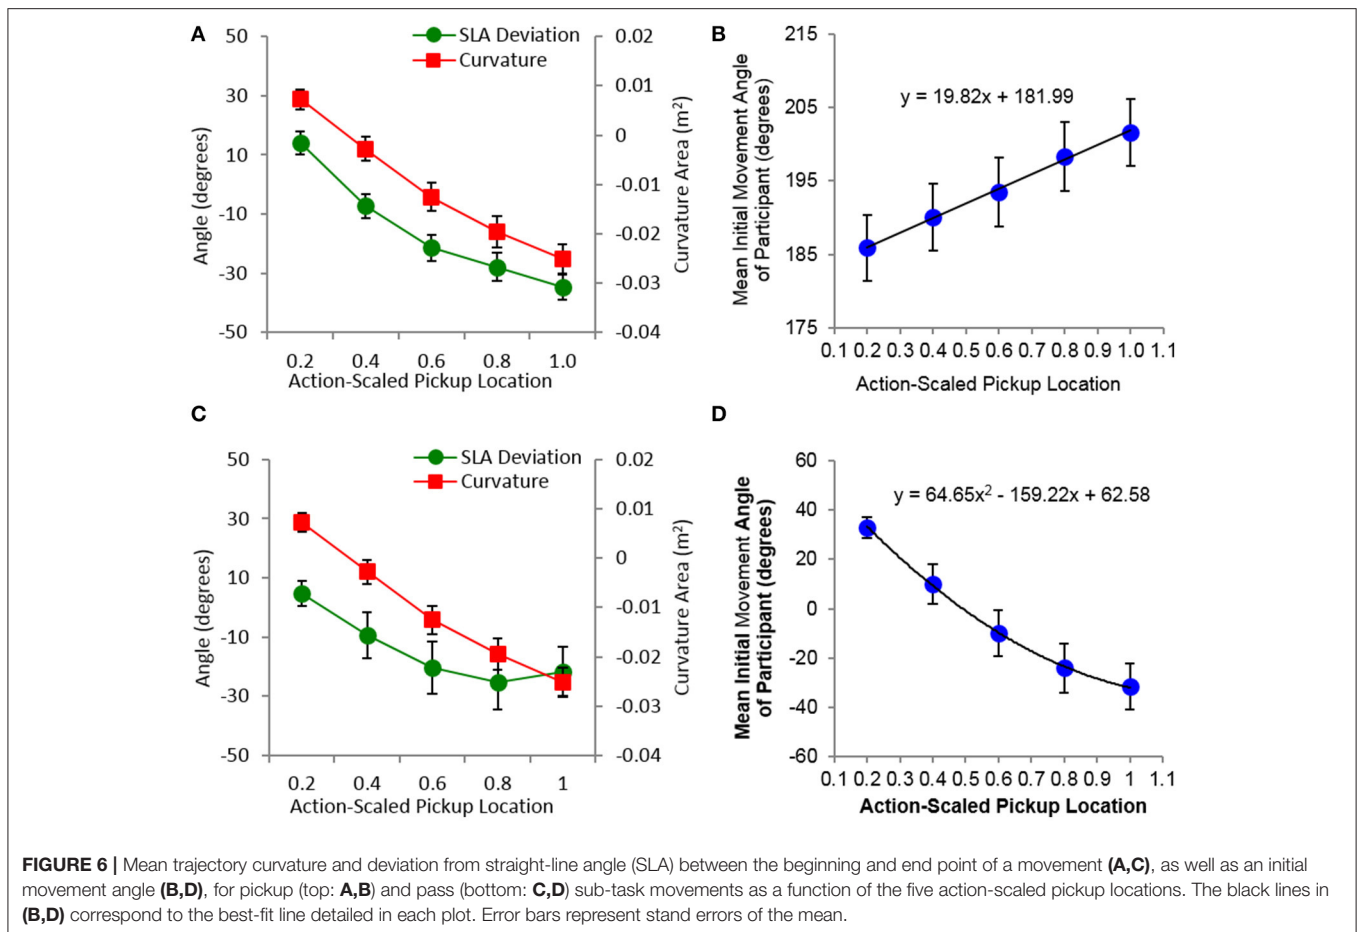 A
SLA Deviation
Curvature
50
30
10
-10
-30
-50
Angle (degrees)
0.02
0.01
0
-0.01
-0.02
-0.03
-0.04
Curvature Area (m²)
0.2 0.4 0.6 0.8 1.0
Action-Scaled Pickup Location
B
215
205
195
185
175
Mean Initial Movement Angle
of Participant (degrees)
y = 19.82x + 181.99
0.1 0.2 0.3 0.4 0.5 0.6 0.7 0.8 0.9 1.0 1.1
Action-Scaled Pickup Location
C
SLA Deviation
Curvature
50
30
10
-10
-30
-50
Angle (degrees)
0.02
0.01
0
-0.01
-0.02
-0.03
-0.04
Curvature Area (m²)
0.2 0.4 0.6 0.8 1
Action-Scaled Pickup Location
D
60
40
20
0
-20
-40
-60
Mean Initial Movement Angle
of Participant (degrees)
y = 64.65x² - 159.22x + 62.58
0.1 0.2 0.3 0.4 0.5 0.6 0.7 0.8 0.9 1 1.1
Action-Scaled Pickup Location
FIGURE 6 | Mean trajectory curvature and deviation from straight-line angle (SLA) between the beginning and end point of a movement (A,C), as well as an initial
movement angle (B,D), for pickup (top: A,B) and pass (bottom: C,D) sub-task movements as a function of the five action-scaled pickup locations. The black lines in
(B,D) correspond to the best-fit line detailed in each plot. Error bars represent stand errors of the mean.